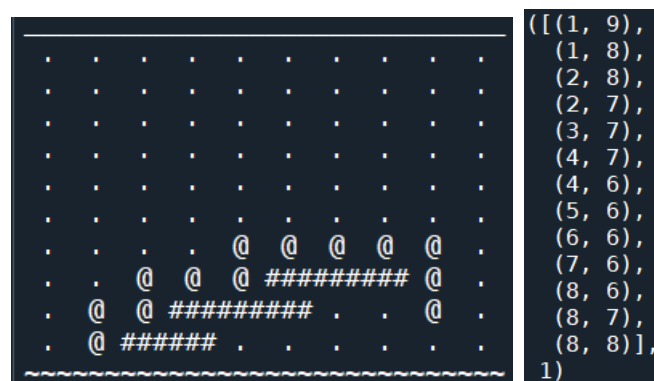 ________________________________________
. . . . . . . . . .
. . . . . . . . . .
. . . . . . . . . .
. . . . . . . . . .
. . . . . . . . . .
. . . . . . . . . .
. . . . @ @ @ @ @ .
. . @ @ @ ######### @ .
. @ @ ######### . . @ .
. @ ###### . . . . . .
~~~~~~~~~~~~~~~~~~~~~~~~~~~~~~~~~~~~~~~~
([(1, 9),
(1, 8),
(2, 8),
(2, 7),
(3, 7),
(4, 7),
(4, 6),
(5, 6),
(6, 6),
(7, 6),
(8, 6),
(8, 7),
(8, 8)],
1)